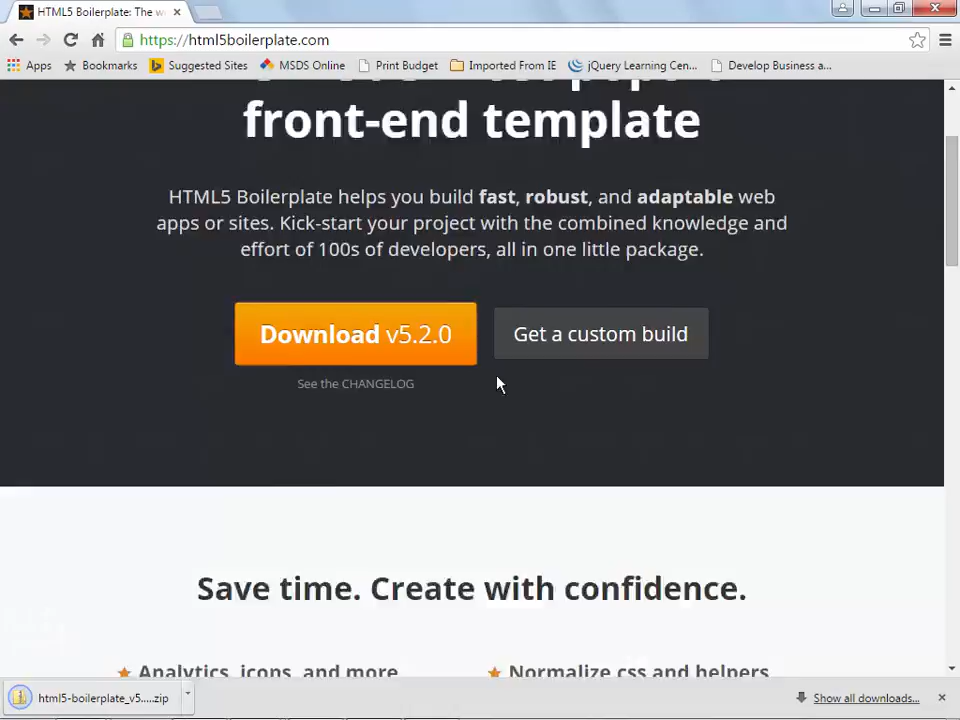 HTML5 Boilerplate: The w
https://html5boilerplate.com
Apps Bookmarks Suggested Sites MSDS Online Print Budget Imported From IE jQuery Learning Cen... Develop Business a...
front-end template
HTML5 Boilerplate helps you build fast, robust, and adaptable web
apps or sites. Kick-start your project with the combined knowledge and
effort of 100s of developers, all in one little package.
Download v5.2.0 Get a custom build
See the CHANGELOG
Save time. Create with confidence.
Analytics, icons, and more Normalize css and helpers
html5-boilerplate_v5.....zip Show all downloads...